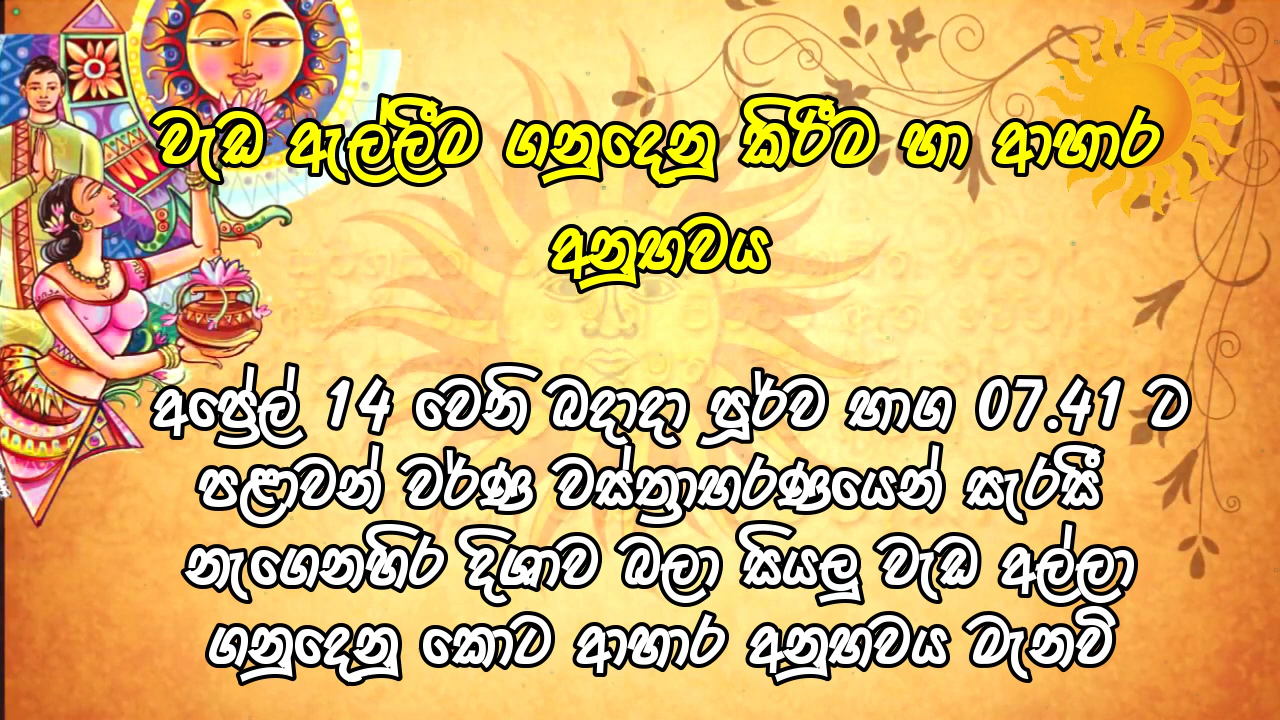 වැඩ ඇල්ලීම ගනුදෙනු කිරීම හා ආහාර
අනුභවය
අප්‍රේල් 14 වෙනි බදාදා පූර්ව භාග 07.41 ට
පළාවන් වර්ණ වස්ත්‍රාභරණයෙන් සැරසී
නැගෙනහිර දිශාව බලා සියලු වැඩ අල්ලා
ගනුදෙනු කොට ආහාර අනුභවය මැනවි